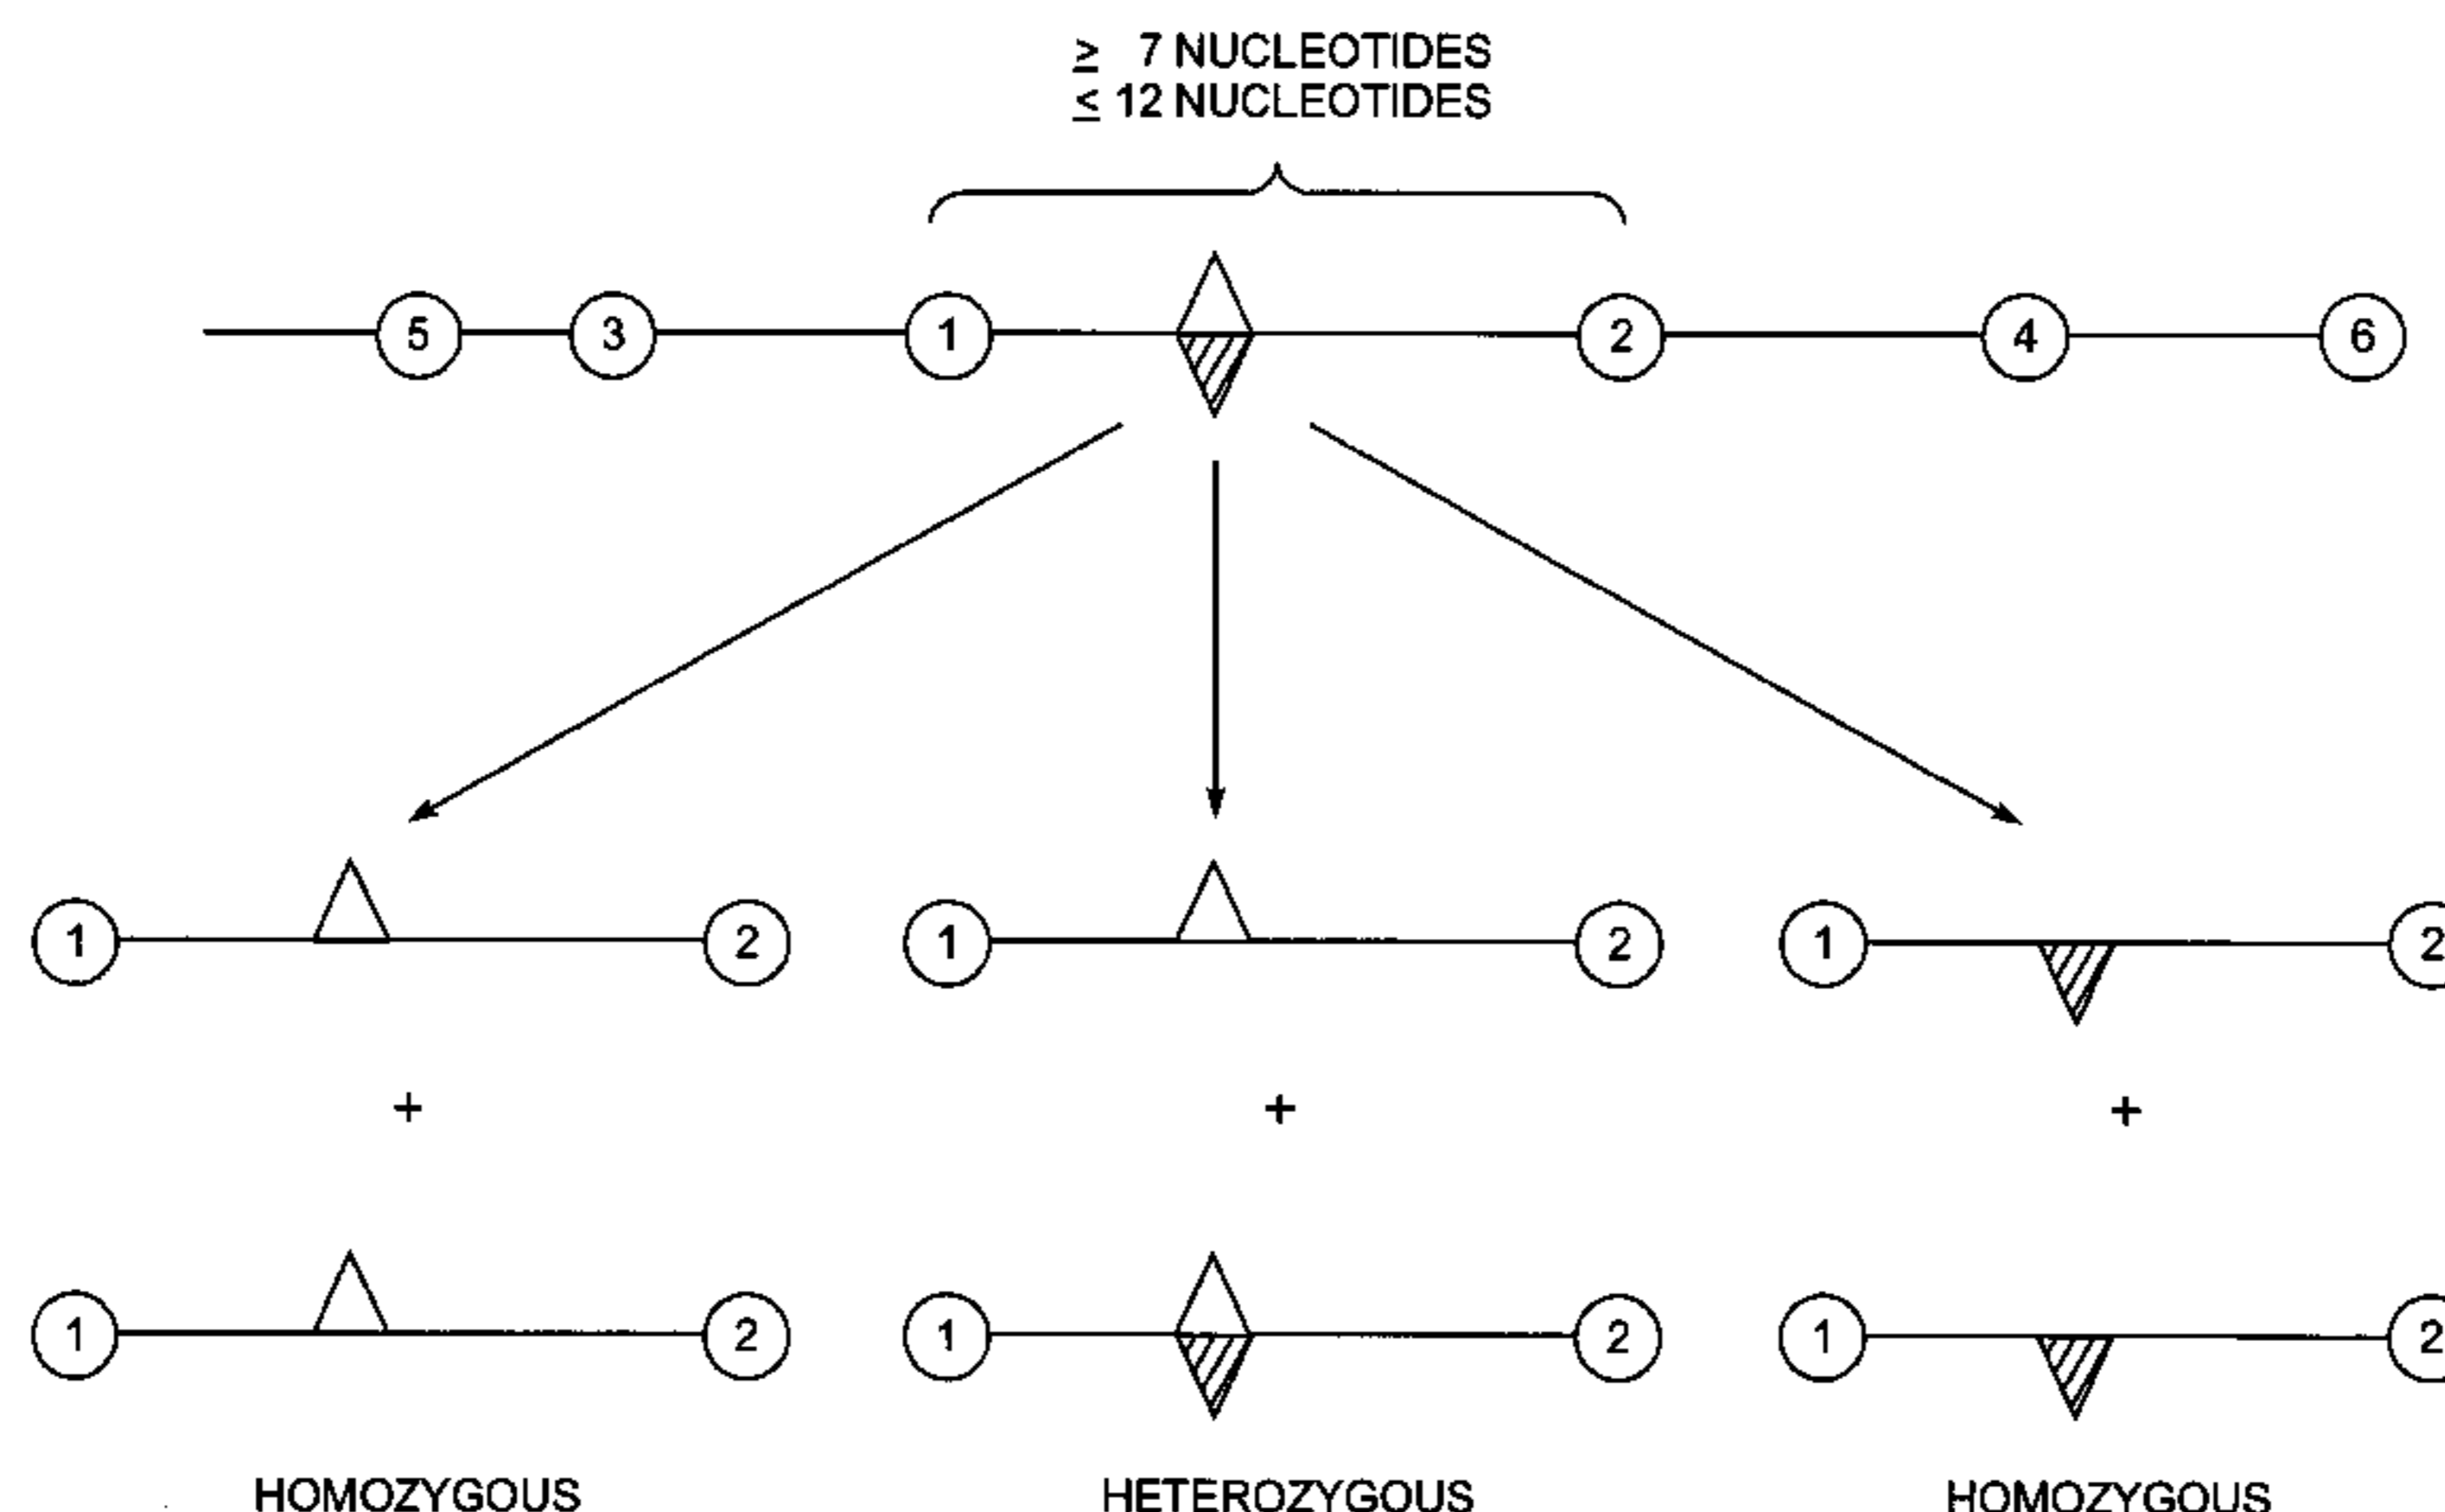 ≥ 7 NUCLEOTIDES
≤ 12 NUCLEOTIDES
5 3 1 2 4 6
1 2 1 2 1 2
+ + +
1 2 1 2 1 2
HOMOZYGOUS HETEROZYGOUS HOMOZYGOUS